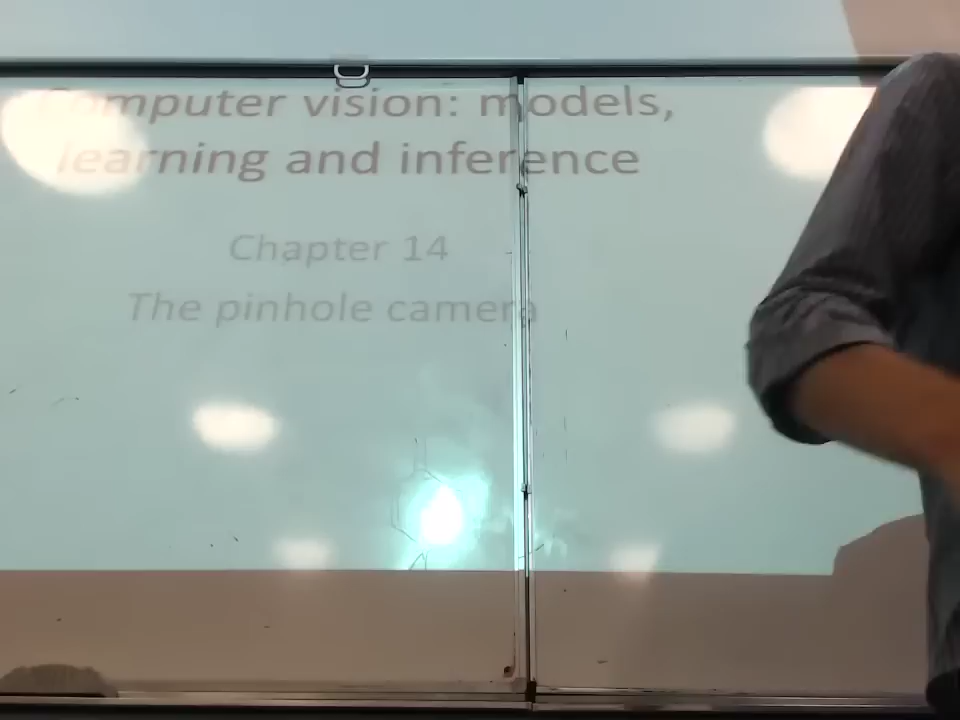 Computer vision: models,
learning and inference
Chapter 14
The pinhole camera